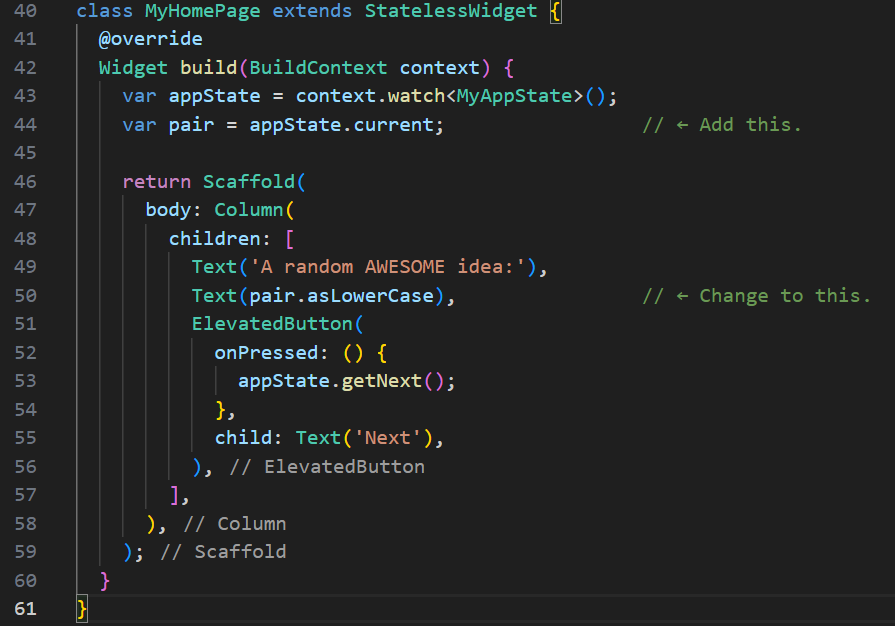 40 class MyHomePage extends StatelessWidget {
41   @override
42   Widget build(BuildContext context) {
43     var appState = context.watch<MyAppState>();
44     var pair = appState.current;                 // ← Add this.
45
46     return Scaffold(
47       body: Column(
48         children: [
49           Text('A random AWESOME idea:'),
50           Text(pair.asLowerCase),                // ← Change to this.
51           ElevatedButton(
52             onPressed: () {
53               appState.getNext();
54             },
55             child: Text('Next'),
56           ), // ElevatedButton
57         ],
58       ), // Column
59     ); // Scaffold
60   }
61 }